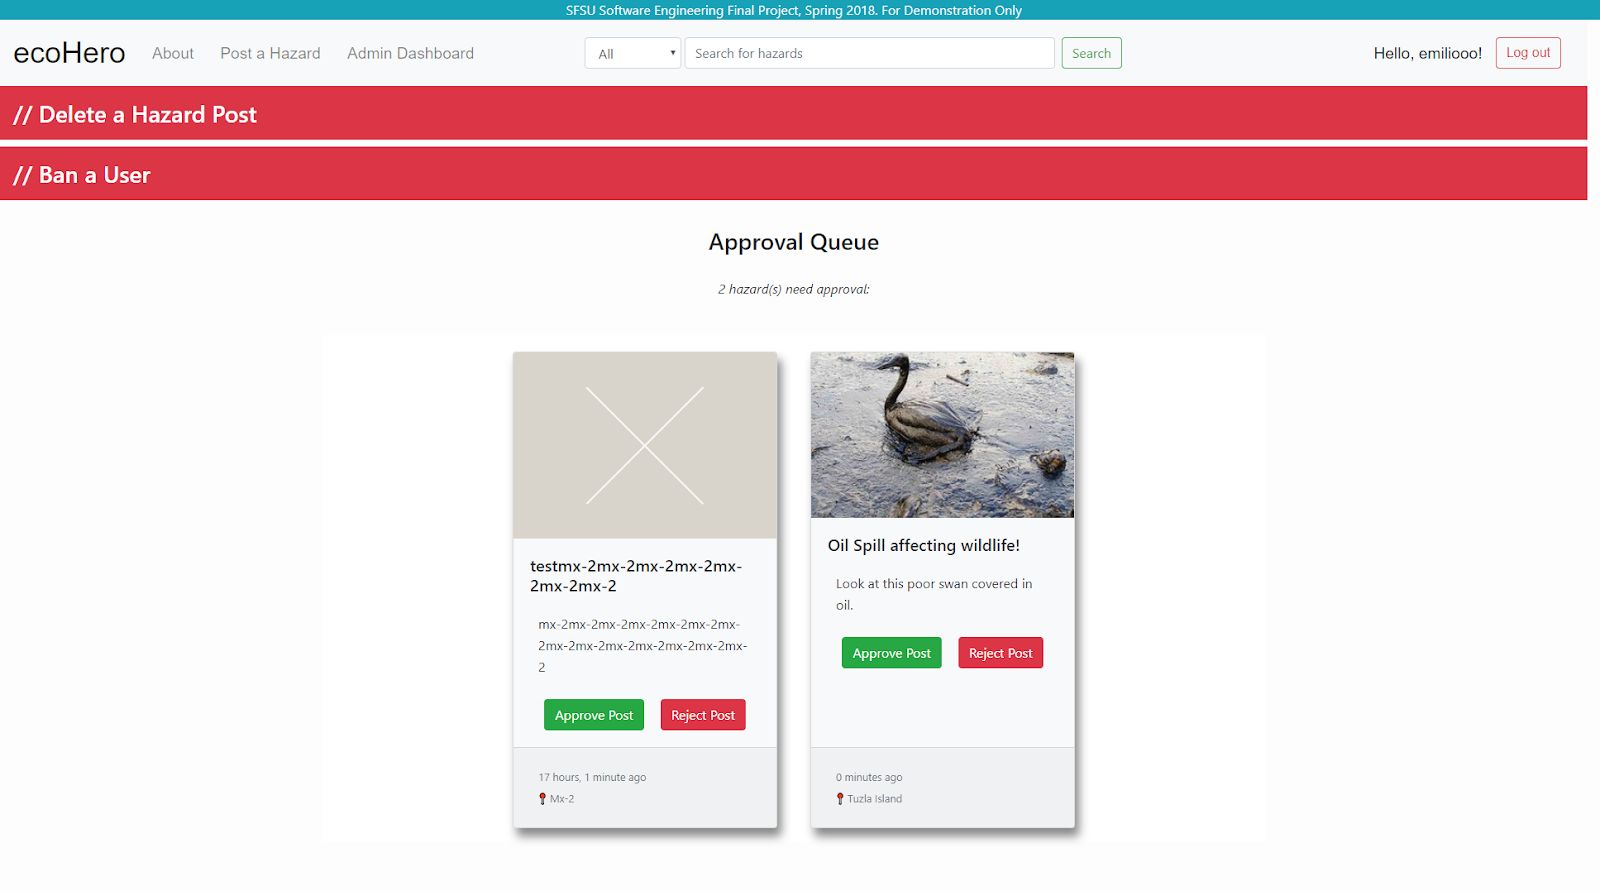 SFSU Software Engineering Final Project, Spring 2018. For Demonstration Only
ecoHero About Post a Hazard Admin Dashboard All Search for hazards Search Hello, emiliooo! Log out
// Delete a Hazard Post
// Ban a User
Approval Queue
2 hazard(s) need approval:
testmx-2mx-2mx-2mx-2mx-
2mx-2mx-2
mx-2mx-2mx-2mx-2mx-2mx-2mx-
2mx-2mx-2mx-2mx-2mx-2mx-2mx-
2
Approve Post Reject Post
17 hours, 1 minute ago
Mx-2
Oil Spill affecting wildlife!
Look at this poor swan covered in
oil.
Approve Post Reject Post
0 minutes ago
Tuzla Island